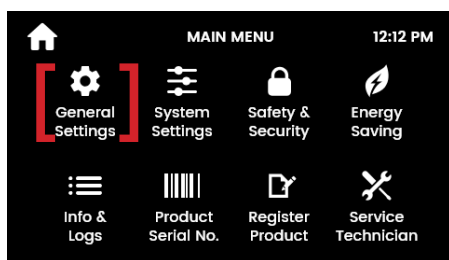 MAIN MENU 12:12 PM
General Settings
System Settings
Safety & Security
Energy Saving
Info & Logs
Product Serial No.
Register Product
Service Technician